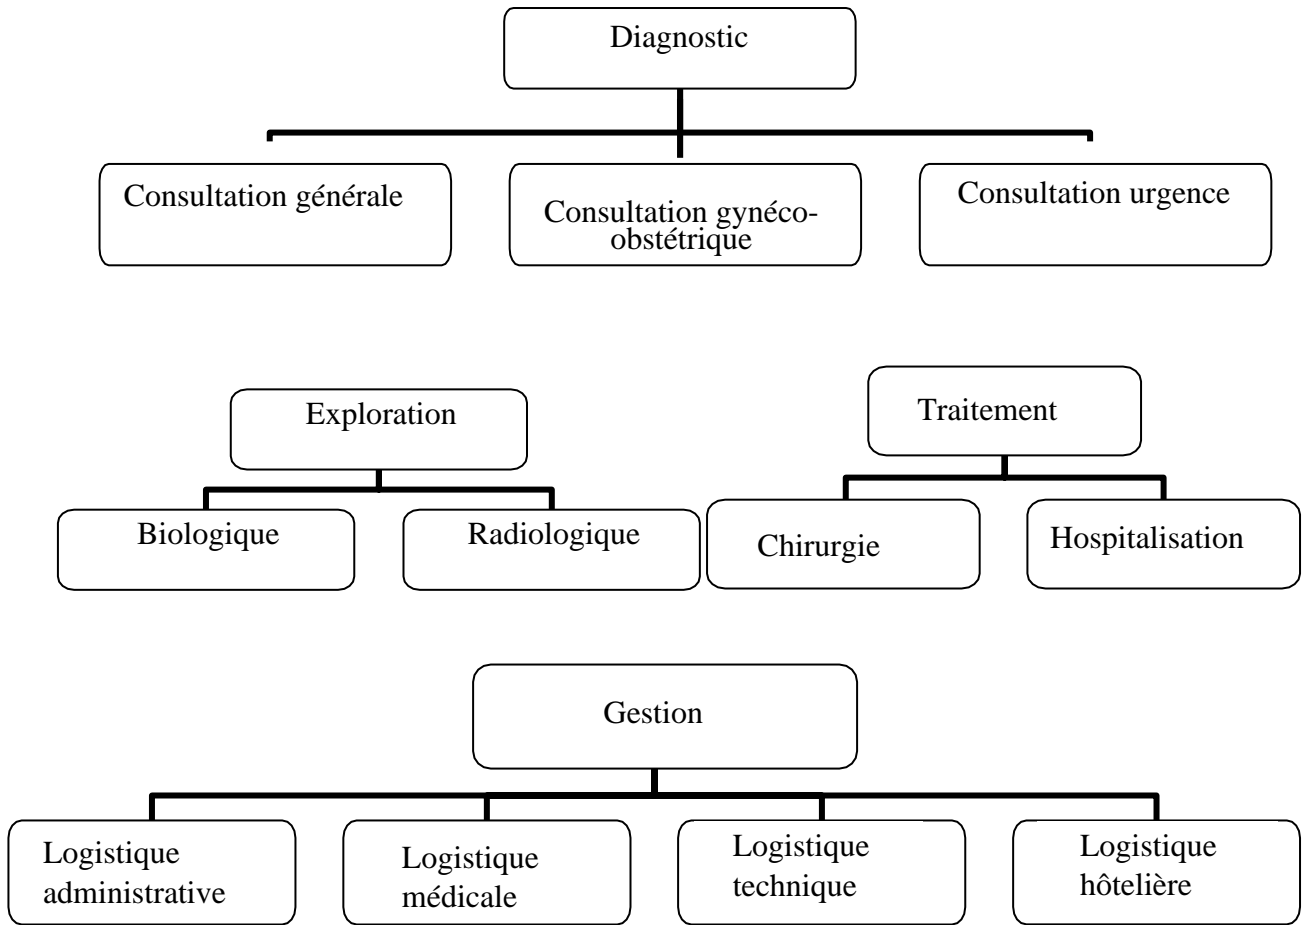 Diagnostic
Consultation générale
Consultation gynéco-
obstétrique
Consultation urgence
Exploration
Traitement
Biologique
Radiologique
Chirurgie
Hospitalisation
Gestion
Logistique
administrative
Logistique
médicale
Logistique
technique
Logistique
hôtelière